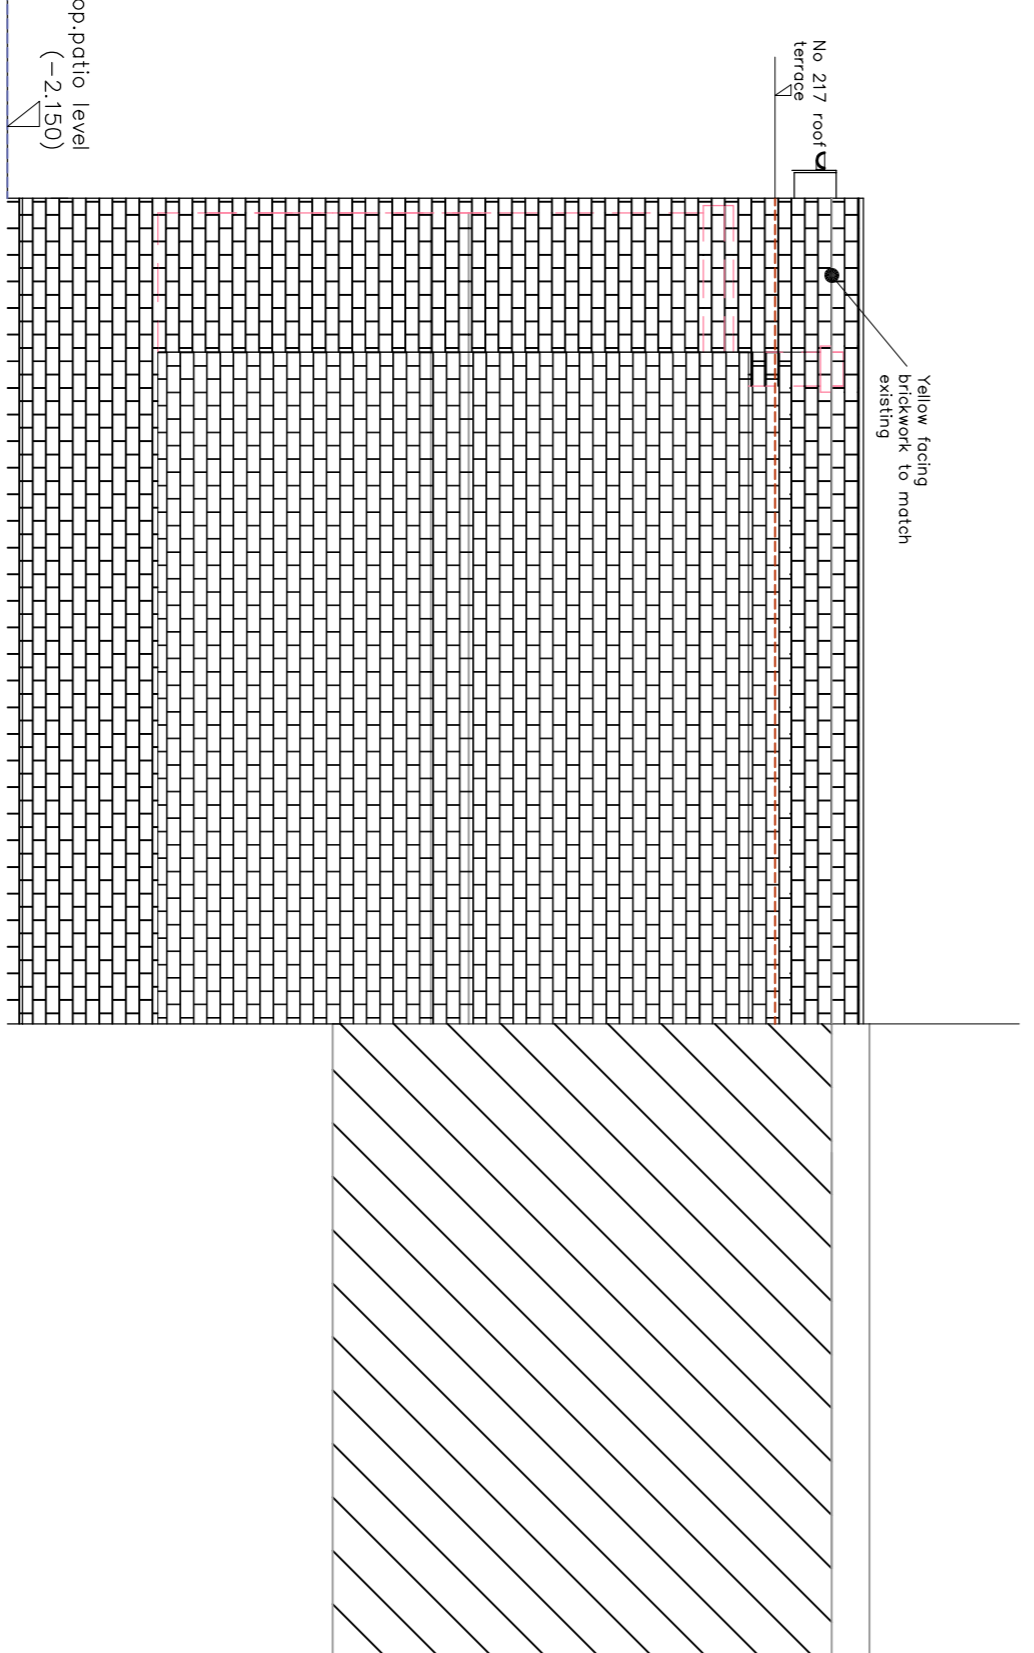 No 217 roof
terrace
Yellow facing
brickwork to match
existing
op.patio level
(-2.150)